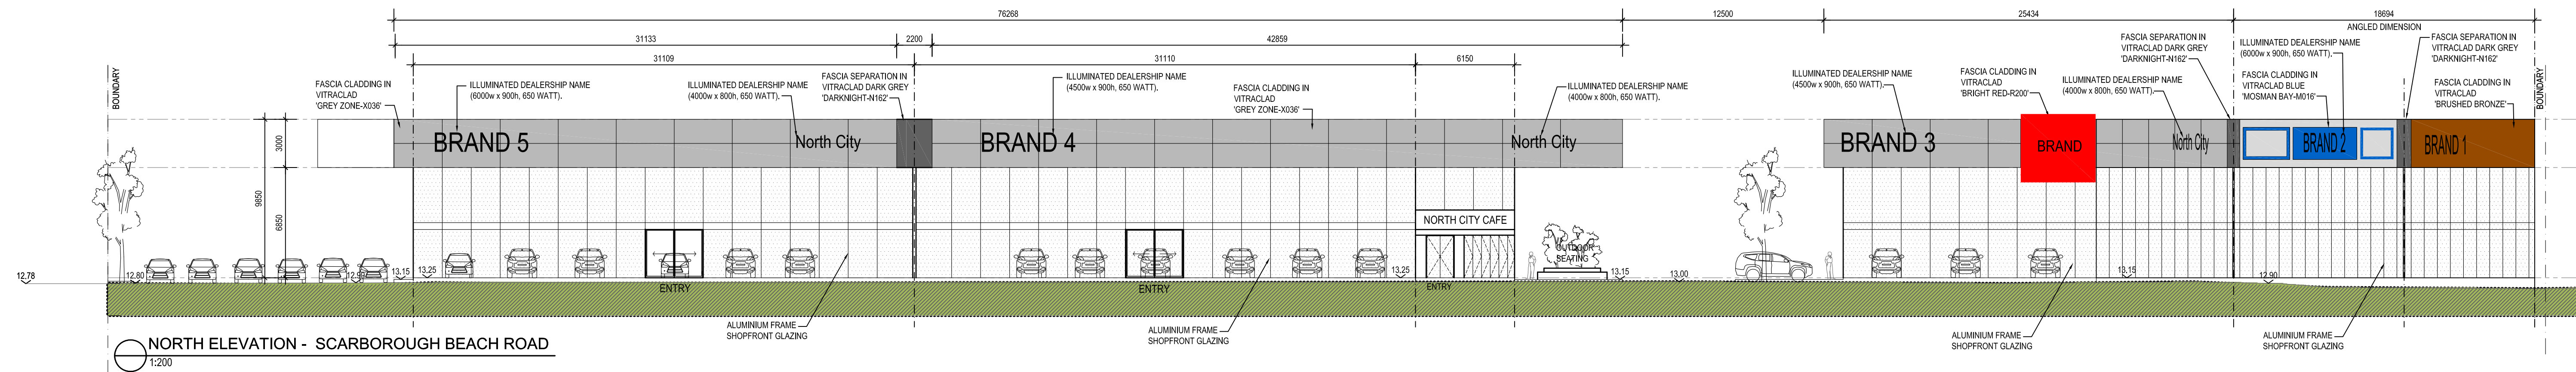 76268
12500
25434
18694
ANGLED DIMENSION
31133
2200
42859
31109
31110
6150
BOUNDARY
FASCIA CLADDING IN
VITRACLAD
'GREY ZONE-X036'
ILLUMINATED DEALERSHIP NAME
(6000w x 900h, 650 WATT).
ILLUMINATED DEALERSHIP NAME
(4000w x 800h, 650 WATT).
FASCIA SEPARATION IN
VITRACLAD DARK GREY
'DARKNIGHT-N162'
ILLUMINATED DEALERSHIP NAME
(4500w x 900h, 650 WATT).
FASCIA CLADDING IN
VITRACLAD
'GREY ZONE-X036'
ILLUMINATED DEALERSHIP NAME
(4000w x 800h, 650 WATT).
ILLUMINATED DEALERSHIP NAME
(4500w x 900h, 650 WATT).
FASCIA CLADDING IN
VITRACLAD
'BRIGHT RED-R200'
ILLUMINATED DEALERSHIP NAME
(4000w x 800h, 650 WATT).
FASCIA SEPARATION IN
VITRACLAD DARK GREY
'DARKNIGHT-N162'
ILLUMINATED DEALERSHIP NAME
(6000w x 900h, 650 WATT).
FASCIA CLADDING IN
VITRACLAD BLUE
'MOSMAN BAY-M016'
FASCIA SEPARATION IN
VITRACLAD DARK GREY
'DARKNIGHT-N162'
FASCIA CLADDING IN
VITRACLAD
'BRUSHED BRONZE'
BOUNDARY
3000
9850
6850
BRAND 5
North City
BRAND 4
North City
BRAND 3
BRAND
North City
BRAND 2
BRAND 1
NORTH CITY CAFE
OUTDOOR
SEATING
12.78
12.80
13.15
13.25
13.25
13.15
13.00
13.15
12.90
ENTRY
ENTRY
ENTRY
ALUMINIUM FRAME
SHOPFRONT GLAZING
ALUMINIUM FRAME
SHOPFRONT GLAZING
ALUMINIUM FRAME
SHOPFRONT GLAZING
ALUMINIUM FRAME
SHOPFRONT GLAZING
NORTH ELEVATION - SCARBOROUGH BEACH ROAD
1:200